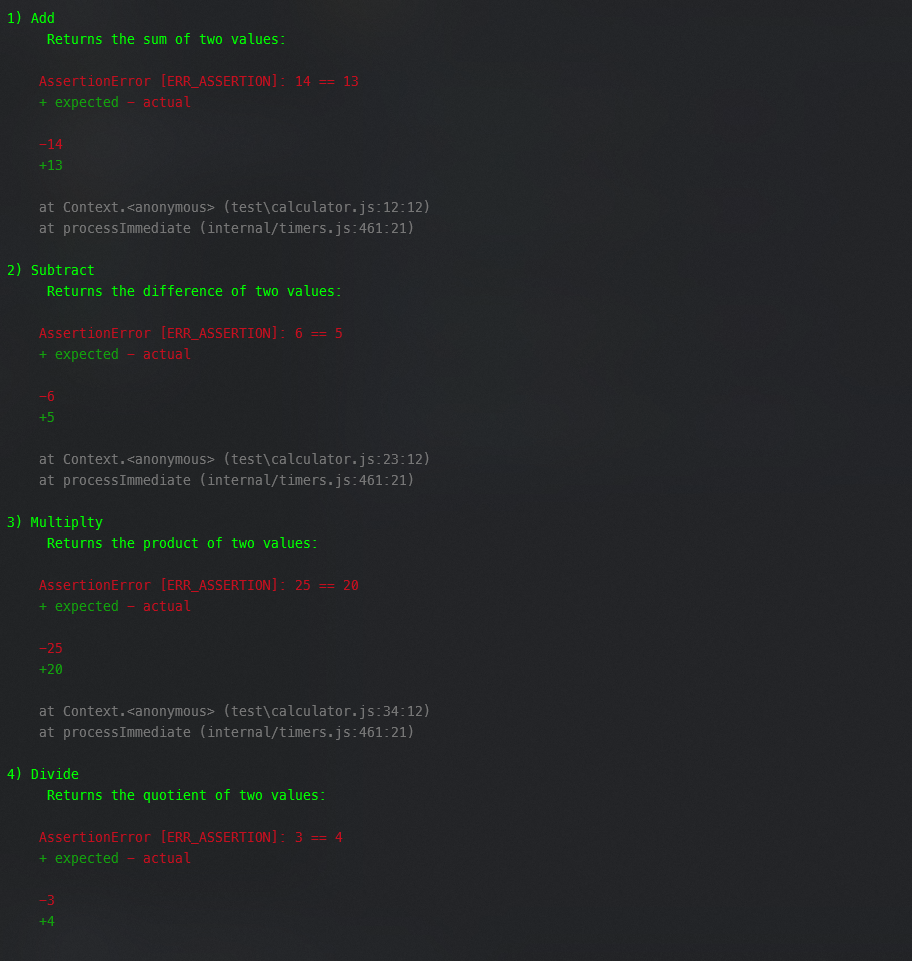 1) Add
Returns the sum of two values:
AssertionError [ERR_ASSERTION]: 14 == 13
+ expected - actual
-14
+13
at Context.<anonymous> (test\calculator.js:12:12)
at processImmediate (internal/timers.js:461:21)
2) Subtract
Returns the difference of two values:
AssertionError [ERR_ASSERTION]: 6 == 5
+ expected - actual
-6
+5
at Context.<anonymous> (test\calculator.js:23:12)
at processImmediate (internal/timers.js:461:21)
3) Multiplty
Returns the product of two values:
AssertionError [ERR_ASSERTION]: 25 == 20
+ expected - actual
-25
+20
at Context.<anonymous> (test\calculator.js:34:12)
at processImmediate (internal/timers.js:461:21)
4) Divide
Returns the quotient of two values:
AssertionError [ERR_ASSERTION]: 3 == 4
+ expected - actual
-3
+4